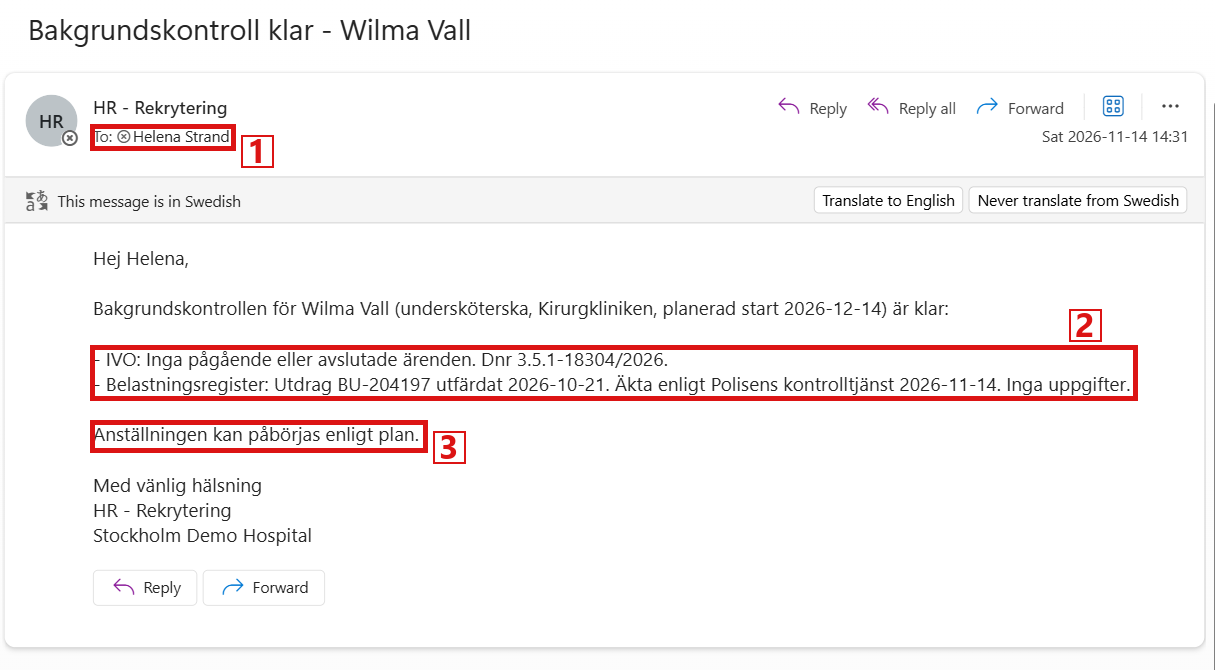 Bakgrundskontroll klar - Wilma Vall
HR
HR - Rekrytering
To: Helena Strand
1
Reply
Reply all
Forward
Sat 2026-11-14 14:31
This message is in Swedish
Translate to English
Never translate from Swedish
Hej Helena,
Bakgrundskontrollen för Wilma Vall (undersköterska, Kirurgkliniken, planerad start 2026-12-14) är klar:
2
- IVO: Inga pågående eller avslutade ärenden. Dnr 3.5.1-18304/2026.
- Belastningsregister: Utdrag BU-204197 utfärdat 2026-10-21. Äkta enligt Polisens kontrolltjänst 2026-11-14. Inga uppgifter.
Anställningen kan påbörjas enligt plan.
3
Med vänlig hälsning
HR - Rekrytering
Stockholm Demo Hospital
Reply
Forward